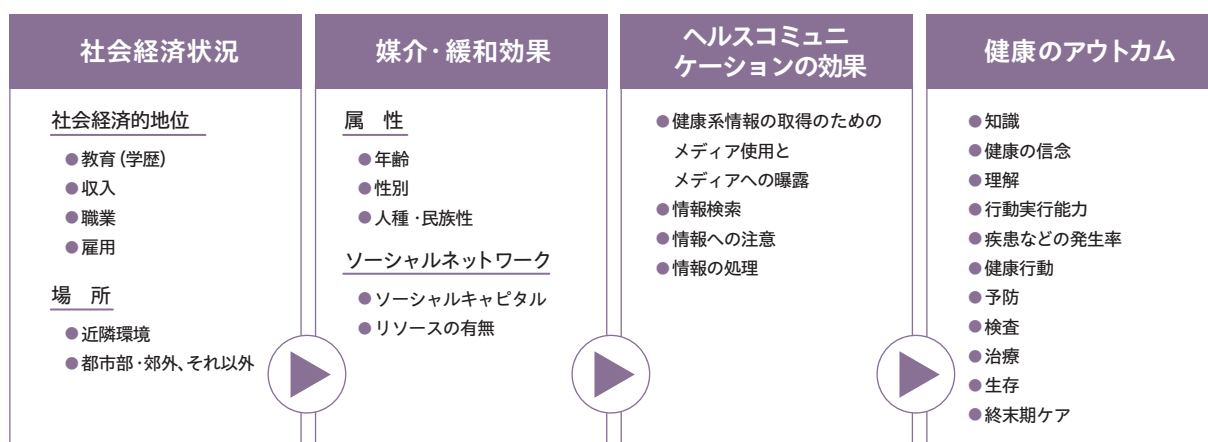 社会経済状況
社会経済的地位
●教育(学歴)
●収入
●職業
●雇用
場 所
●近隣環境
●都市部・郊外、それ以外
媒介・緩和効果
属 性
●年齢
●性別
●人種・民族性
ソーシャルネットワーク
●ソーシャルキャピタル
●リソースの有無
ヘルスコミュニ
ケーションの効果
●健康系情報の取得のための
メディア使用と
メディアへの曝露
●情報検索
●情報への注意
●情報の処理
健康のアウトカム
●知識
●健康の信念
●理解
●行動実行能力
●疾患などの発生率
●健康行動
●予防
●検査
●治療
●生存
●終末期ケア